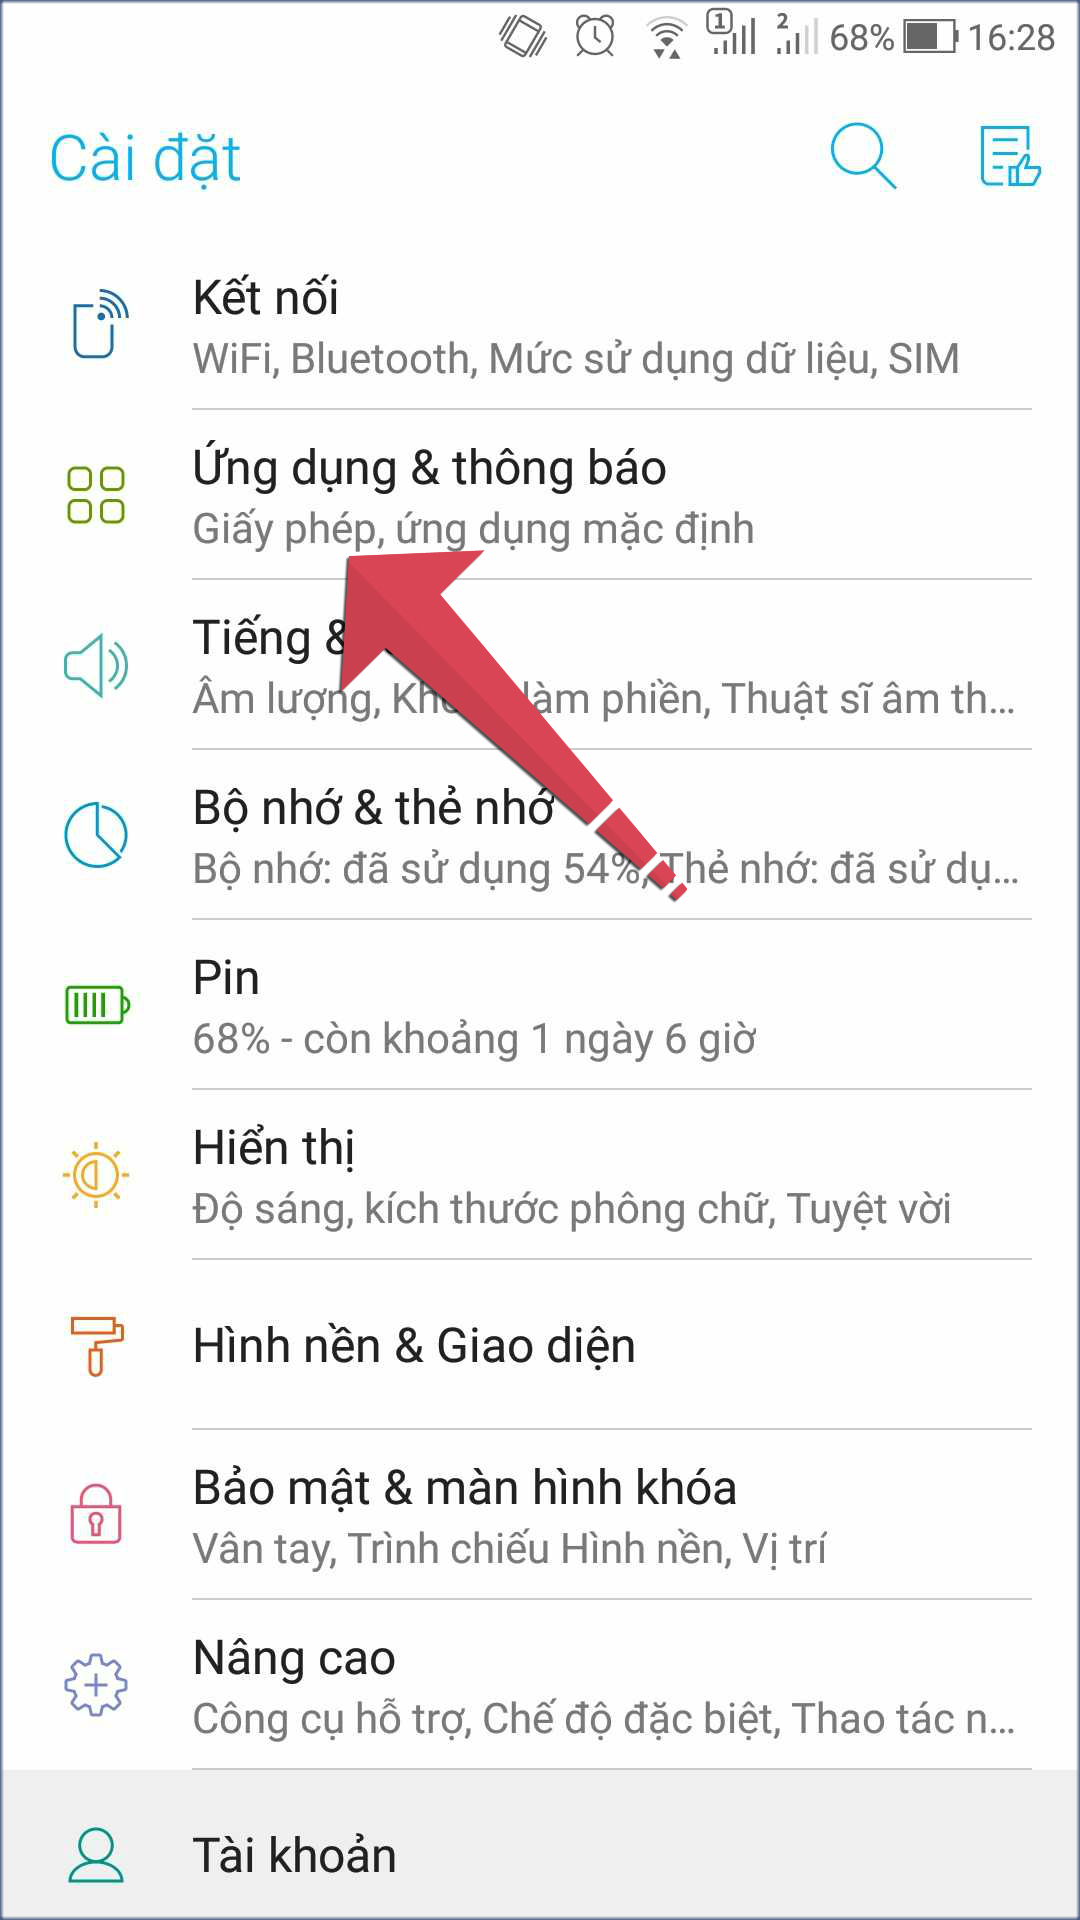 1 2 68% 16:28
Cài đặt
Kết nối
WiFi, Bluetooth, Mức sử dụng dữ liệu, SIM
Ứng dụng & thông báo
Giấy phép, ứng dụng mặc định
Tiếng &
Âm lượng, làm phiền, Thuật sĩ âm th...
Bộ nhớ & thẻ nhớ
Bộ nhớ: đã sử dụng 54%, Thẻ nhớ: đã sử dụ...
Pin
68% - còn khoảng 1 ngày 6 giờ
Hiển thị
Độ sáng, kích thước phông chữ, Tuyệt vời
Hình nền & Giao diện
Bảo mật & màn hình khóa
Vân tay, Trình chiếu Hình nền, Vị trí
Nâng cao
Công cụ hỗ trợ, Chế độ đặc biệt, Thao tác n...
Tài khoản